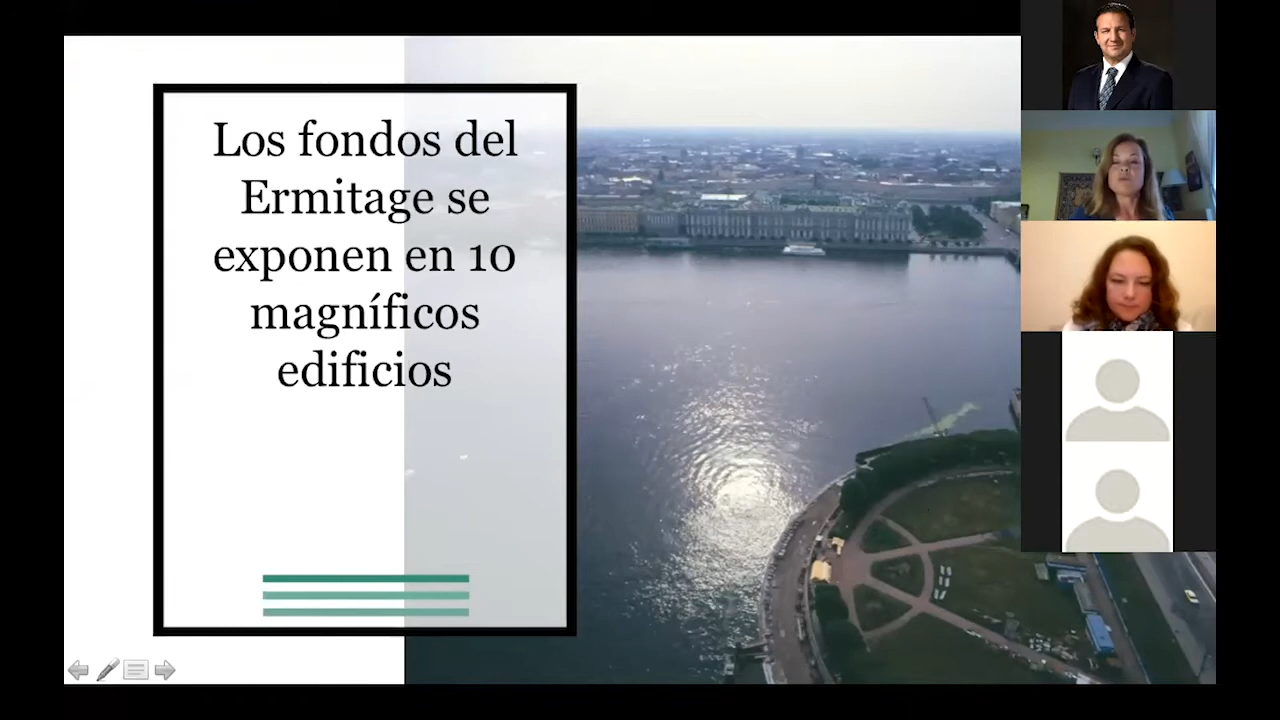 Los fondos del
Ermitage se
exponen en 10
magníficos
edificios